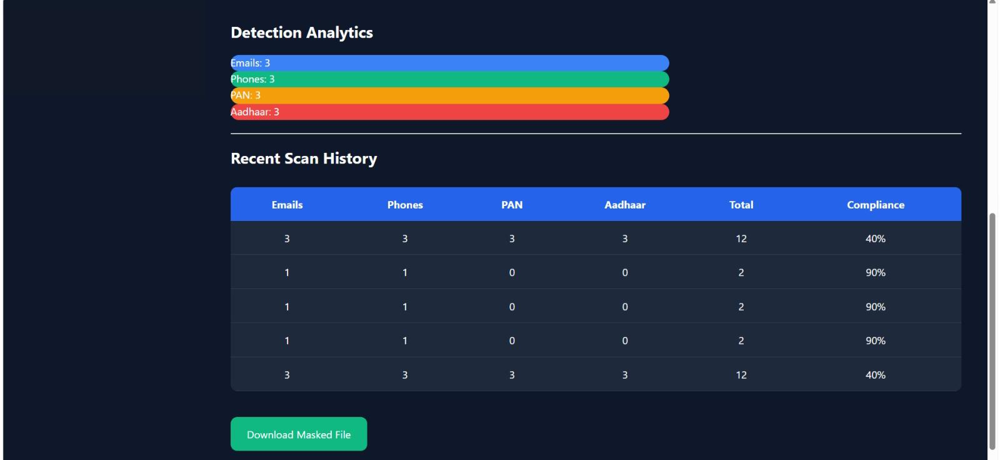 Detection Analytics
Emails: 3
Phones: 3
PAN: 3
Aadhaar: 3
Recent Scan History
Emails Phones PAN Aadhaar Total Compliance
3 3 3 3 12 40%
1 1 0 0 2 90%
1 1 0 0 2 90%
1 1 0 0 2 90%
3 3 3 3 12 40%
Download Masked File